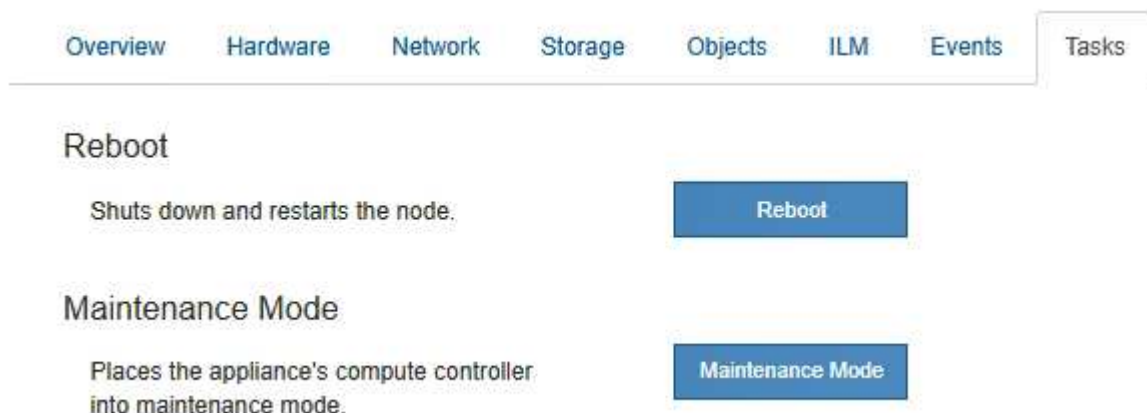 Overview Hardware Network Storage Objects ILM Events Tasks
Reboot
Shuts down and restarts the node.
Reboot
Maintenance Mode
Places the appliance's compute controller
into maintenance mode.
Maintenance Mode